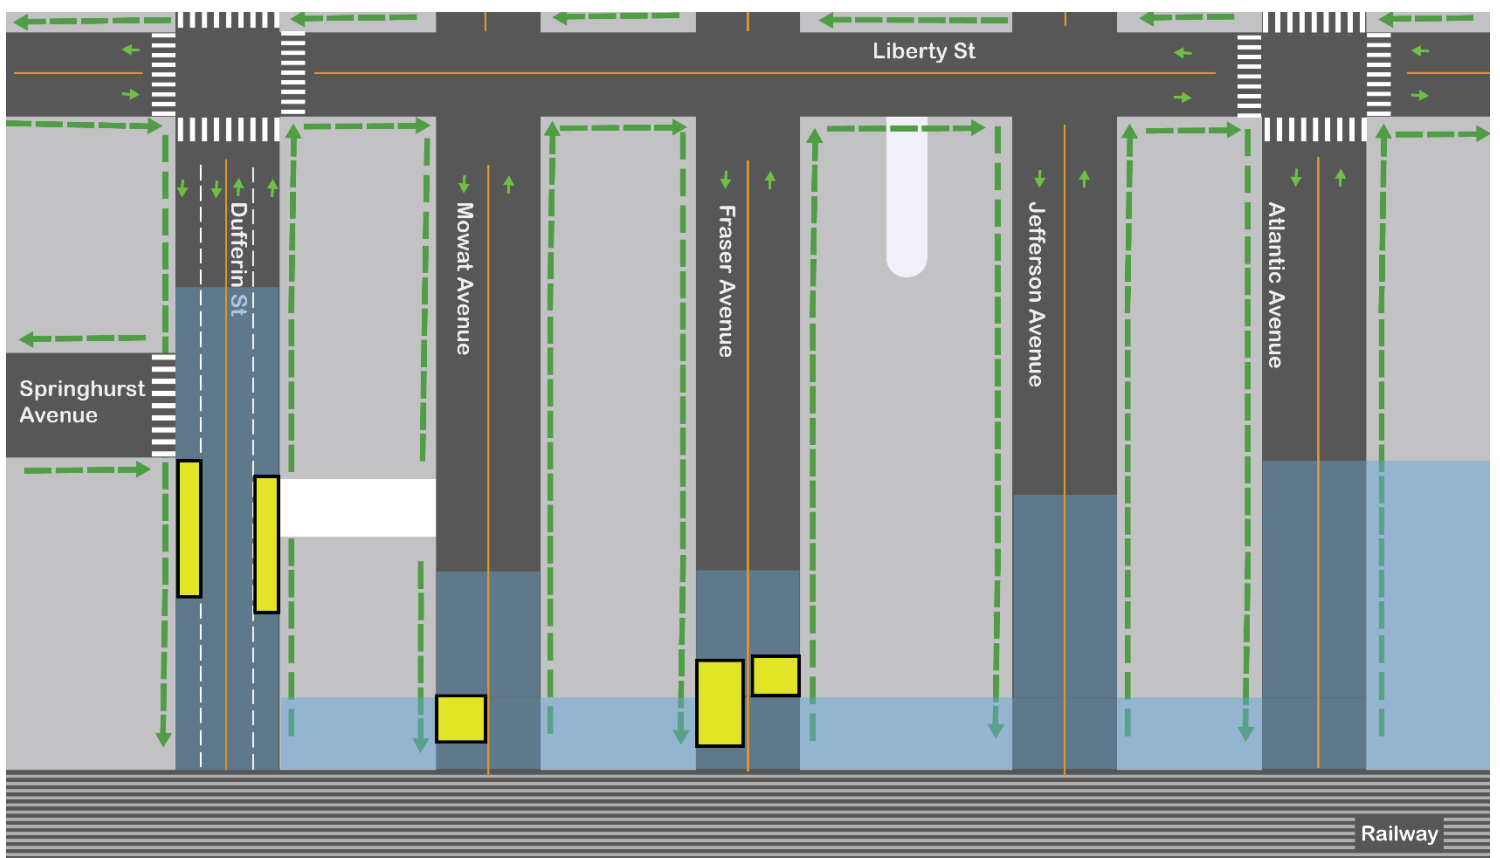 Liberty St
Dufferin St
Mowat Avenue
Fraser Avenue
Jefferson Avenue
Atlantic Avenue
Springhurst
Avenue
Railway